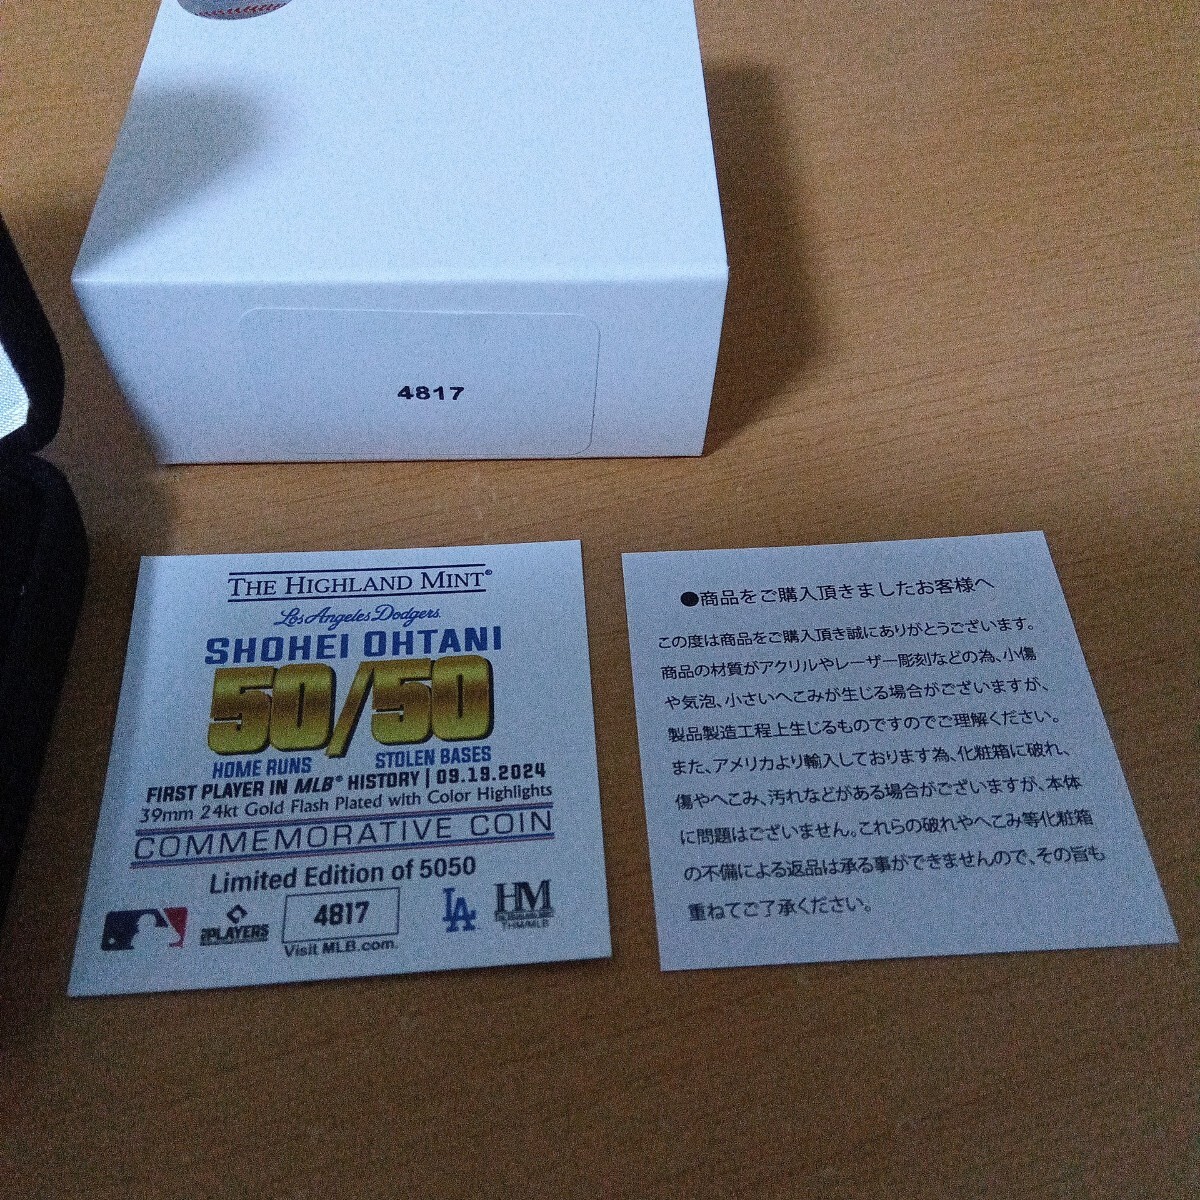 4817
THE HIGHLAND MINT®
Los Angeles Dodgers
SHOHEI OHTANI
50/50
HOME RUNS STOLEN BASES
FIRST PLAYER IN MLB® HISTORY | 09.19.2024
39mm 24kt Gold Flash Plated with Color Highlights
COMMEMORATIVE COIN
Limited Edition of 5050
PLAYERS 4817 LA HM
Visit MLB.com. THM/MLB
●商品をご購入頂きましたお客様へ
この度は商品をご購入頂き誠にありがとうございます。
商品の材質がアクリルやレーザー彫刻などの為、小傷
や気泡、小さいへこみが生じる場合がございますが、
製品製造工程上生じるものですのでご理解ください。
また、アメリカより輸入しております為、化粧箱に破れ、
傷やへこみ、汚れなどがある場合がございますが、本体
に問題はございません。これらの破れやへこみ等化粧箱
の不備による返品は承る事ができませんので、その旨も
重ねてご了承ください。